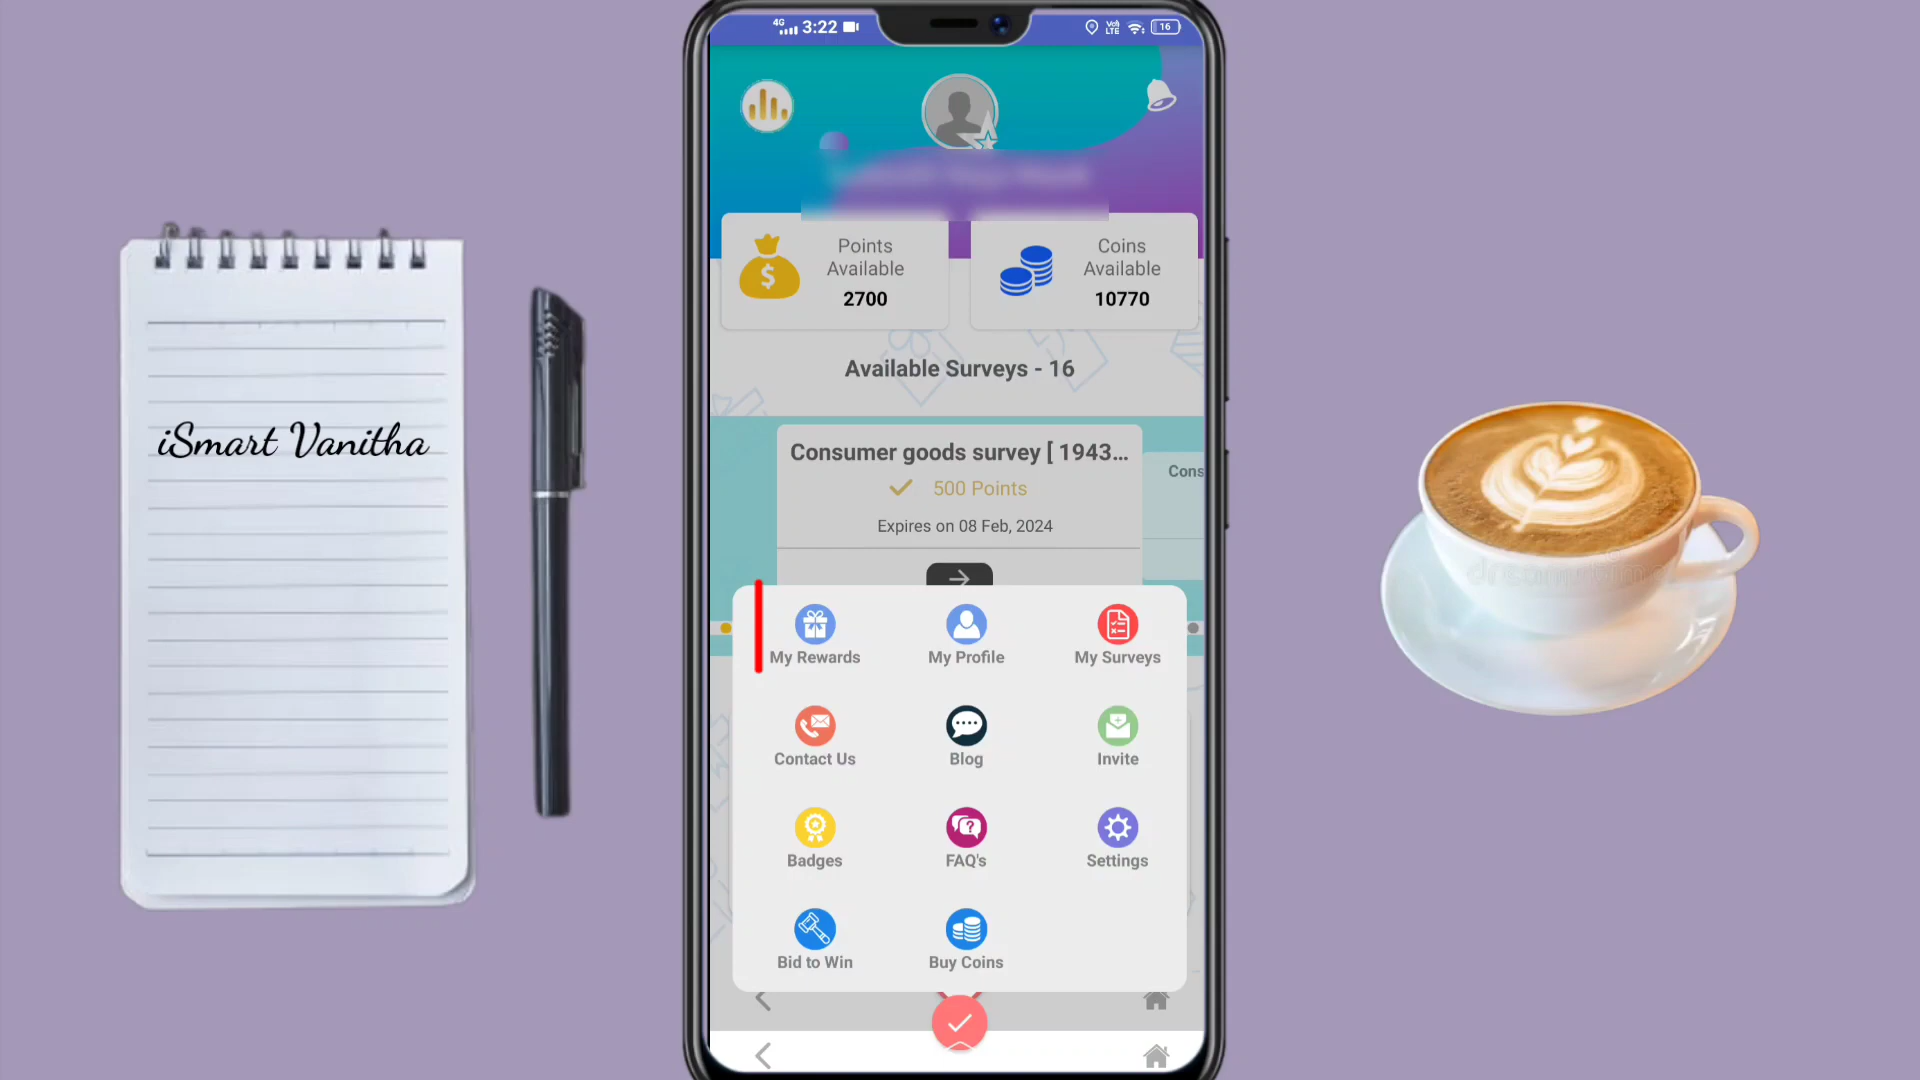 4G 3:22
Vo) LTE 16
Points Available
2700
Coins Available
10770
Available Surveys - 16
Consumer goods survey [ 1943...
500 Points
Expires on 08 Feb, 2024
Cons
My Rewards
My Profile
My Surveys
Contact Us
Blog
Invite
Badges
FAQ's
Settings
Bid to Win
Buy Coins
iSmart Vanitha